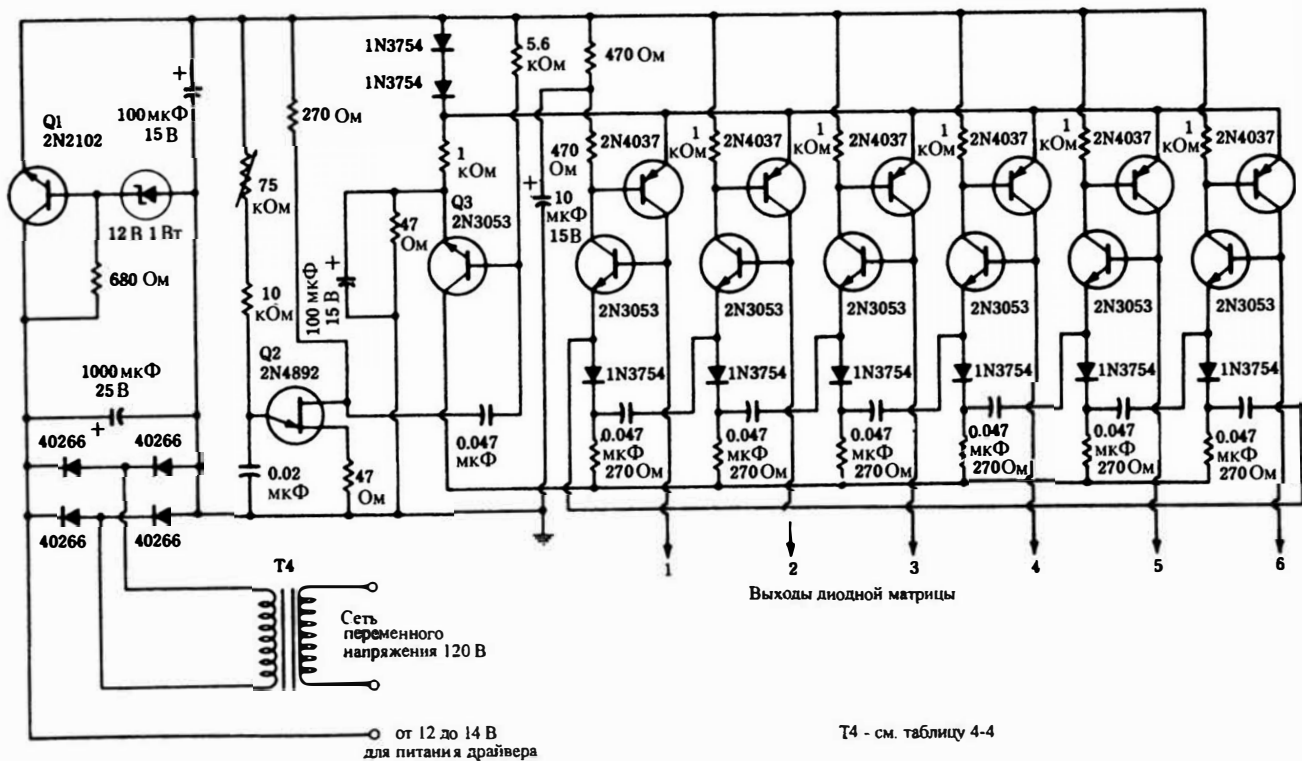 1N3754
1N3754
5.6
кОм
470 Ом
+
100 мкФ
15 В
Q1
2N2102
270 Ом
2N4037
1
кОм
2N4037
1
кОм
2N4037
1
кОм
2N4037
1
кОм
2N4037
1
кОм
2N4037
470
Ом
1
кОм
75
кОм
Q3
2N3053
+
10
мкФ
15В
47
Ом
12 В 1 Вт
680 Ом
+
100 мкФ
15 В
10
кОм
2N3053
2N3053
2N3053
2N3053
2N3053
2N3053
Q2
2N4892
1000 мкФ
25 В
+
1N3754
1N3754
1N3754
1N3754
1N3754
1N3754
40266
40266
0.047
мкФ
0.047
мкФ
270 Ом
0.047
мкФ
270 Ом
0.047
мкФ
270 Ом
0.047
мкФ
270 Ом
0.047
мкФ
270 Ом
0.047
мкФ
270 Ом
0.02
мкФ
47
Ом
40266
40266
T4
1
2
3
4
5
6
Выходы диодной матрицы
Сеть
переменного
напряжения 120 В
от 12 до 14 В
для питания драйвера
T4 - см. таблицу 4-4